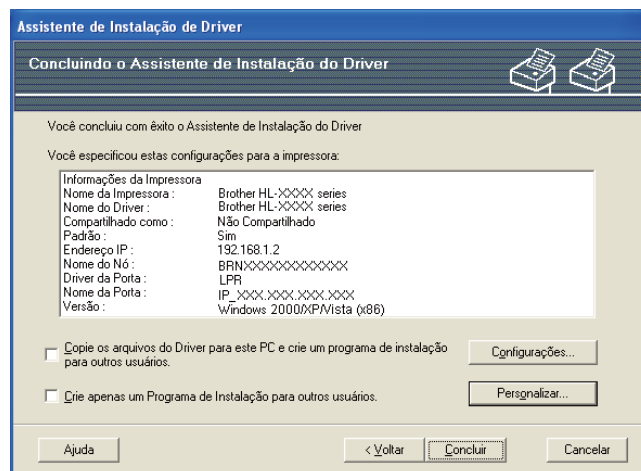 Assistente de Instalação de Driver
Concluindo o Assistente de Instalação do Driver
Você concluiu com êxito o Assistente de Instalação do Driver
Você especificou estas configurações para a impressora:
Informações da Impressora
Nome da Impressora : Brother HL-XXXX series
Nome do Driver : Brother HL-XXXX series
Compartilhado como : Não Compartilhado
Padrão : Sim
Endereço IP : 192.168.1.2
Nome do Nó : BRNXXXXXXXXXXXX
Driver da Porta : LPR
Nome da Porta : IP_XXX.XXX.XXX.XXX
Versão : Windows 2000/XP/Vista (x86)
Copie os arquivos do Driver para este PC e crie um programa de instalação
para outros usuários.
Configurações...
Crie apenas um Programa de Instalação para outros usuários.
Personalizar...
Ajuda
< Voltar
Concluir
Cancelar